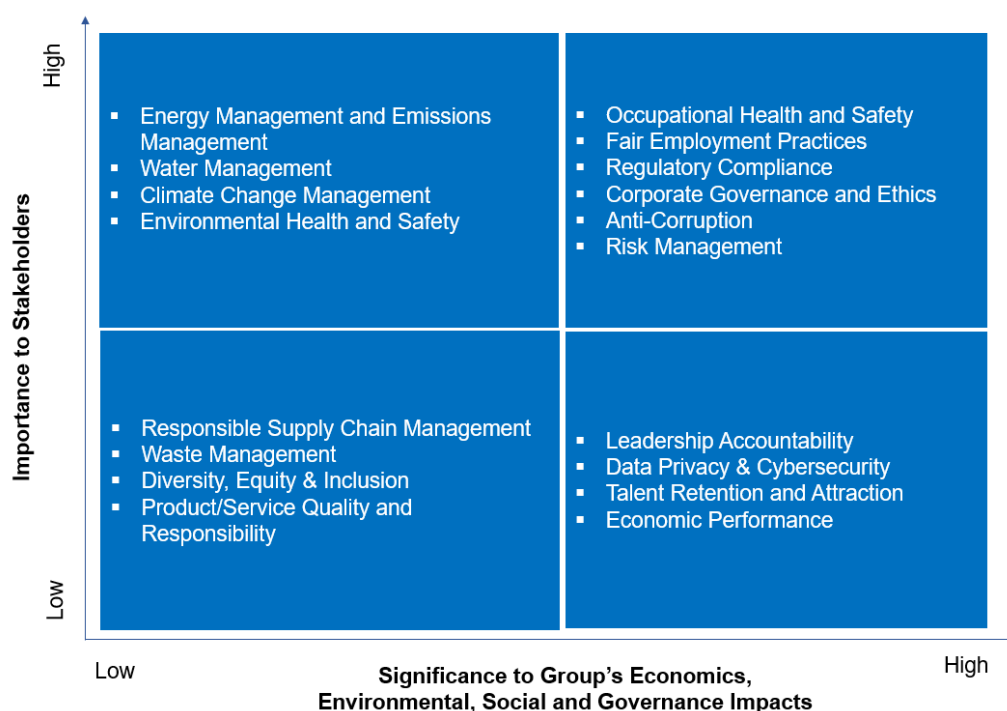 High
Importance to Stakeholders
Low
▪ Energy Management and Emissions
Management
▪ Water Management
▪ Climate Change Management
▪ Environmental Health and Safety
▪ Occupational Health and Safety
▪ Fair Employment Practices
▪ Regulatory Compliance
▪ Corporate Governance and Ethics
▪ Anti-Corruption
▪ Risk Management
▪ Responsible Supply Chain Management
▪ Waste Management
▪ Diversity, Equity & Inclusion
▪ Product/Service Quality and
Responsibility
▪ Leadership Accountability
▪ Data Privacy & Cybersecurity
▪ Talent Retention and Attraction
▪ Economic Performance
Low
Significance to Group's Economics,
Environmental, Social and Governance Impacts
High